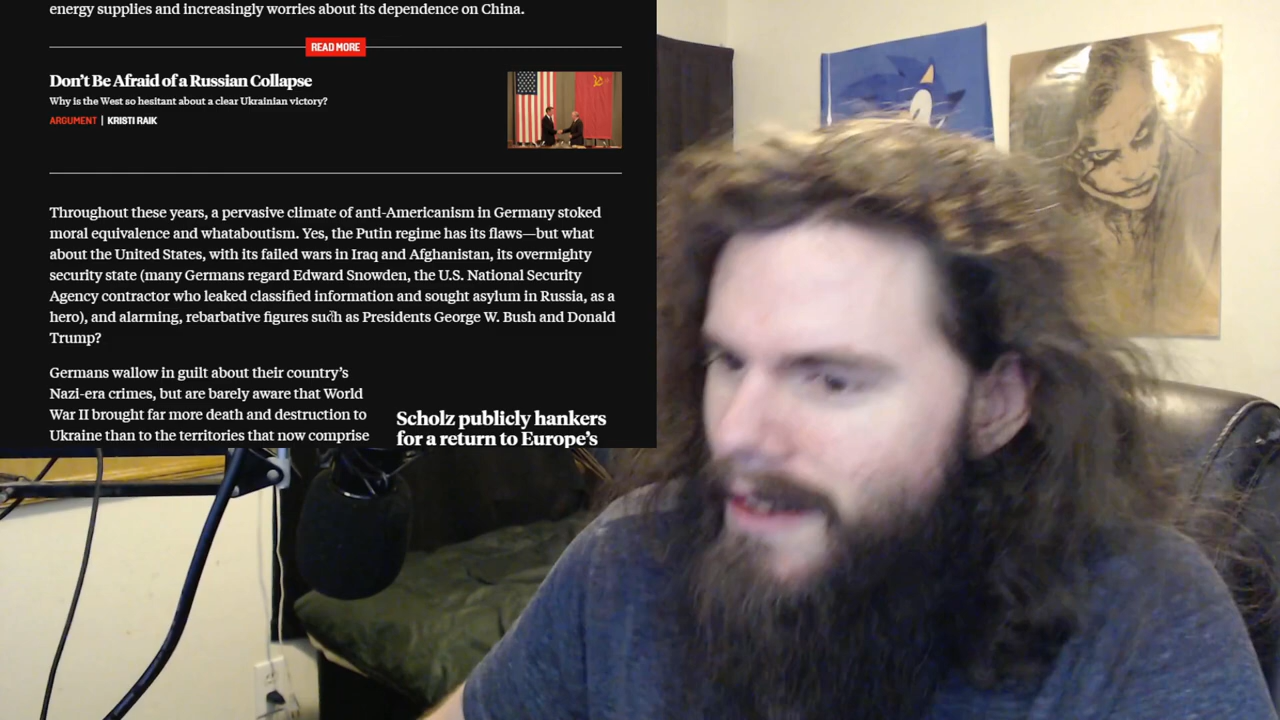 energy supplies and increasingly worries about its dependence on China.
READ MORE
Don't Be Afraid of a Russian Collapse
Why is the West so hesitant about a clear Ukrainian victory?
ARGUMENT | KRISTI RAIK
Throughout these years, a pervasive climate of anti-Americanism in Germany stoked
moral equivalence and whataboutism. Yes, the Putin regime has its flaws—but what
about the United States, with its failed wars in Iraq and Afghanistan, its overmighty
security state (many Germans regard Edward Snowden, the U.S. National Security
Agency contractor who leaked classified information and sought asylum in Russia, as a
hero), and alarming, rebarbative figures such as Presidents George W. Bush and Donald
Trump?
Germans wallow in guilt about their country's
Nazi-era crimes, but are barely aware that World
War II brought far more death and destruction to
Ukraine than to the territories that now comprise
Scholz publicly hankers
for a return to Europe's